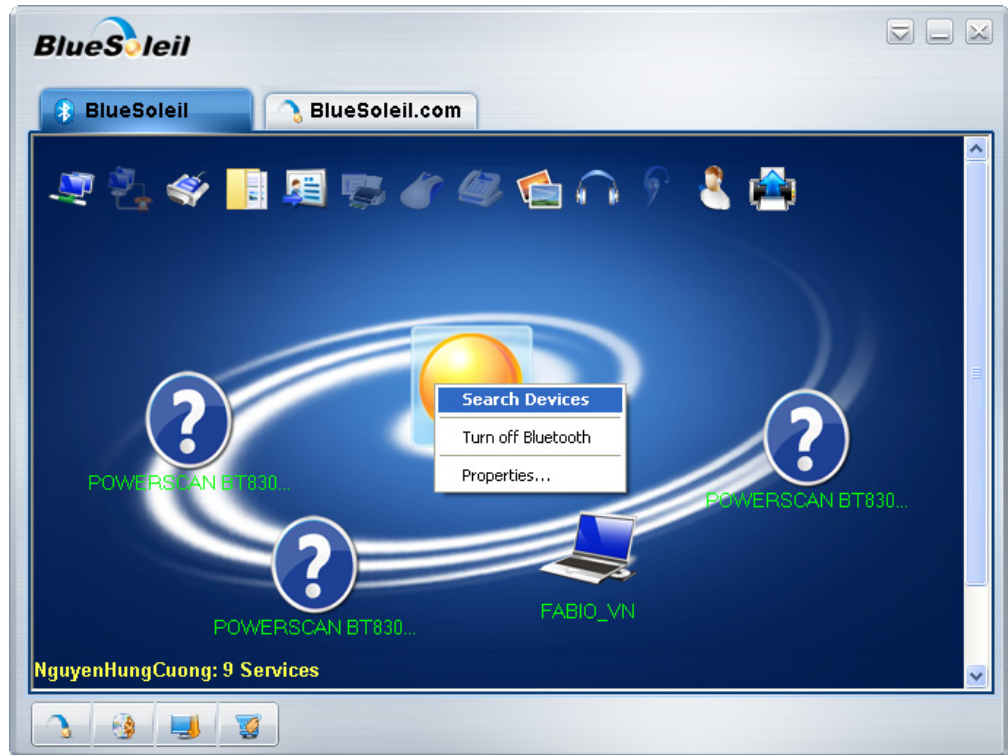 BlueSoleil
BlueSoleil
BlueSoleil.com
Search Devices
Turn off Bluetooth
Properties...
POWERSCAN BT830...
POWERSCAN BT830...
POWERSCAN BT830...
FABIO_VN
NguyenHungCuong: 9 Services